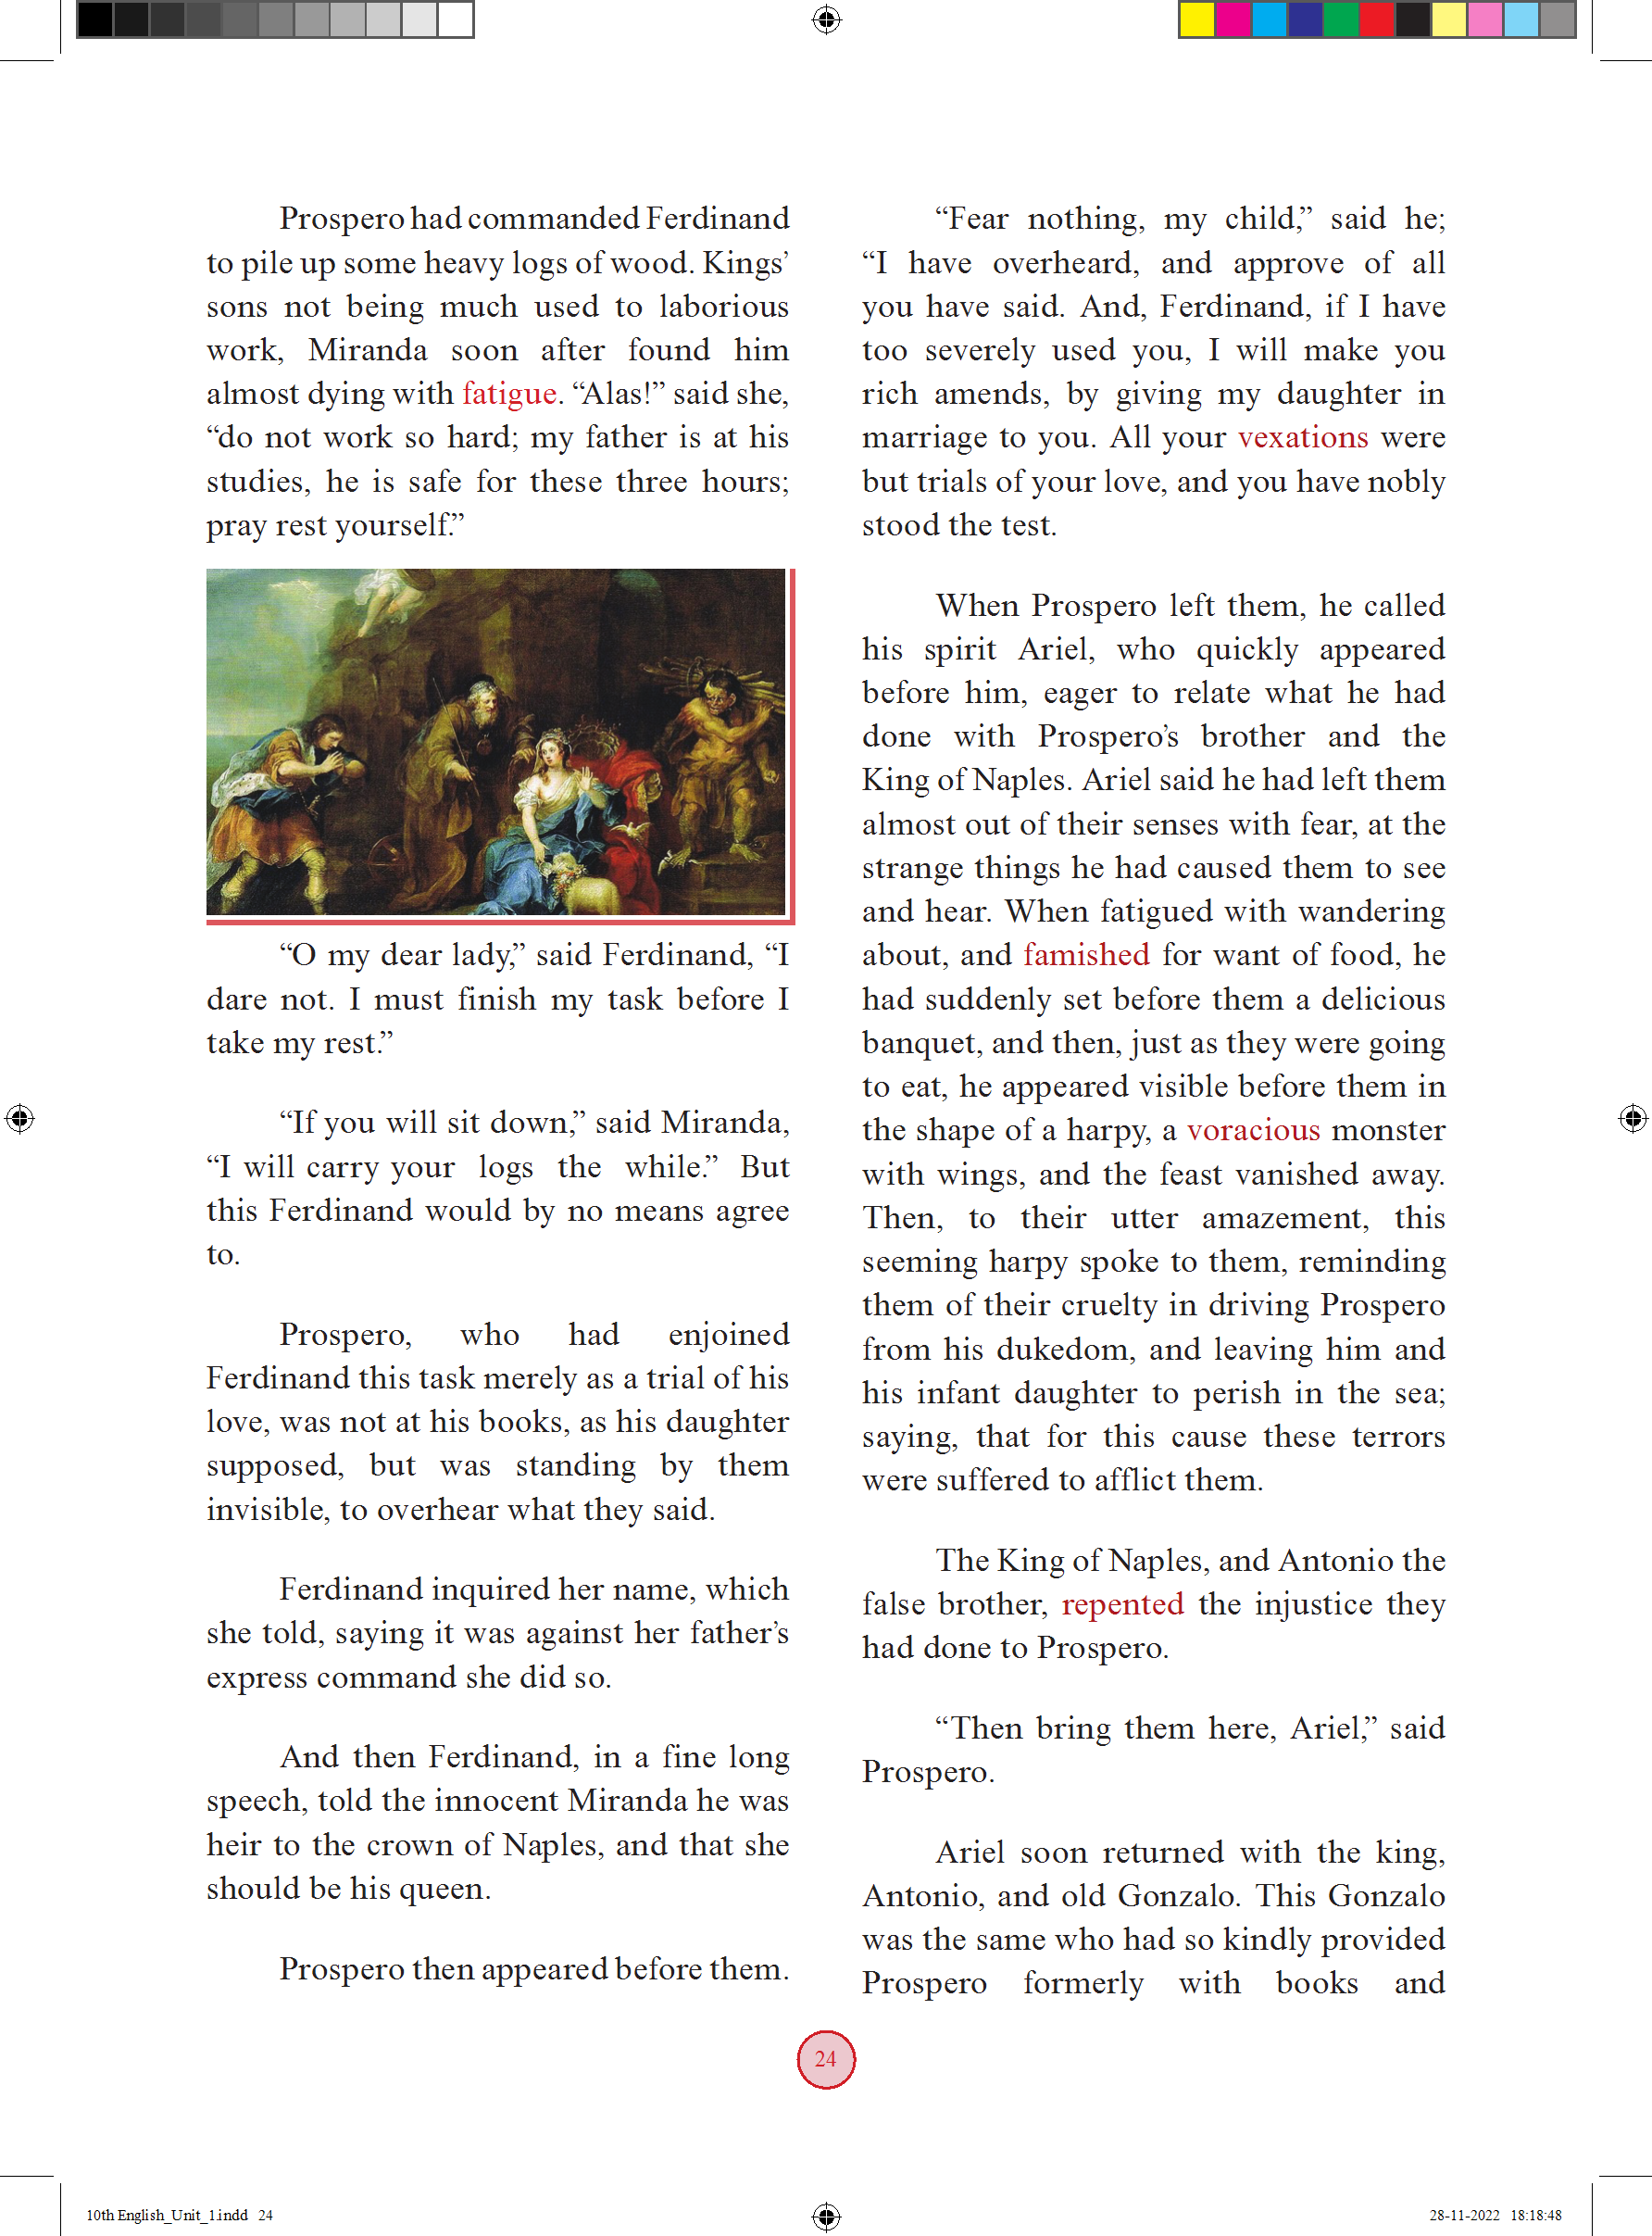 Prospero had commanded Ferdinand
to pile up some heavy logs of wood. Kings’
sons not being much used to laborious
work, Miranda soon after found him
almost dying with fatigue. “Alas!” said she,
“do not work so hard; my father is at his
studies, he is safe for these three hours;
pray rest yourself.”
“O my dear lady,” said Ferdinand, “I
dare not. I must finish my task before I
take my rest.”
“If you will sit down,” said Miranda,
“I will carry your logs the while.” But
this Ferdinand would by no means agree
to.
Prospero, who had enjoined
Ferdinand this task merely as a trial of his
love, was not at his books, as his daughter
supposed, but was standing by them
invisible, to overhear what they said.
Ferdinand inquired her name, which
she told, saying it was against her father’s
express command she did so.
And then Ferdinand, in a fine long
speech, told the innocent Miranda he was
heir to the crown of Naples, and that she
should be his queen.
Prospero then appeared before them.
“Fear nothing, my child,” said he;
“I have overheard, and approve of all
you have said. And, Ferdinand, if I have
too severely used you, I will make you
rich amends, by giving my daughter in
marriage to you. All your vexations were
but trials of your love, and you have nobly
stood the test.
When Prospero left them, he called
his spirit Ariel, who quickly appeared
before him, eager to relate what he had
done with Prospero’s brother and the
King of Naples. Ariel said he had left them
almost out of their senses with fear, at the
strange things he had caused them to see
and hear. When fatigued with wandering
about, and famished for want of food, he
had suddenly set before them a delicious
banquet, and then, just as they were going
to eat, he appeared visible before them in
the shape of a harpy, a voracious monster
with wings, and the feast vanished away.
Then, to their utter amazement, this
seeming harpy spoke to them, reminding
them of their cruelty in driving Prospero
from his dukedom, and leaving him and
his infant daughter to perish in the sea;
saying, that for this cause these terrors
were suffered to afflict them.
The King of Naples, and Antonio the
false brother, repented the injustice they
had done to Prospero.
“Then bring them here, Ariel,” said
Prospero.
Ariel soon returned with the king,
Antonio, and old Gonzalo. This Gonzalo
was the same who had so kindly provided
Prospero formerly with books and
24
10th English_Unit_1.indd 24
28-11-2022 18:18:48